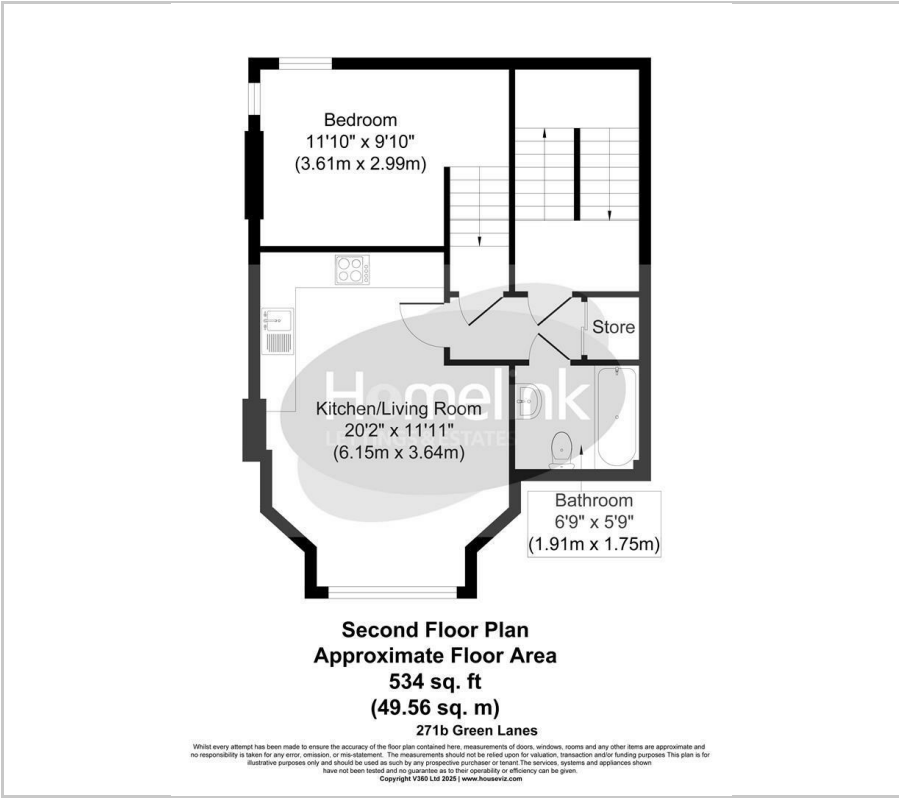 Bedroom
11'10" x 9'10"
(3.61m x 2.99m)
Store
Homelink
LETTINGS & ESTATES
Kitchen/Living Room
20'2" x 11'11"
(6.15m x 3.64m)
Bathroom
6'9" x 5'9"
(1.91m x 1.75m)
Second Floor Plan
Approximate Floor Area
534 sq. ft
(49.56 sq. m)
271b Green Lanes
Whilst every attempt has been made to ensure the accuracy of the floor plan contained here, measurements of doors, windows, rooms and any other items are approximate and
no responsibility is taken for any error, omission, or mis-statement. The measurements should not be relied upon for valuation, transaction and/or funding purposes This plan is for
illustrative purposes only and should be used as such by any prospective purchaser or tenant.The services, systems and appliances shown
have not been tested and no guarantee as to their operability or efficiency can be given.
Copyright V360 Ltd 2025 | www.houseviz.com